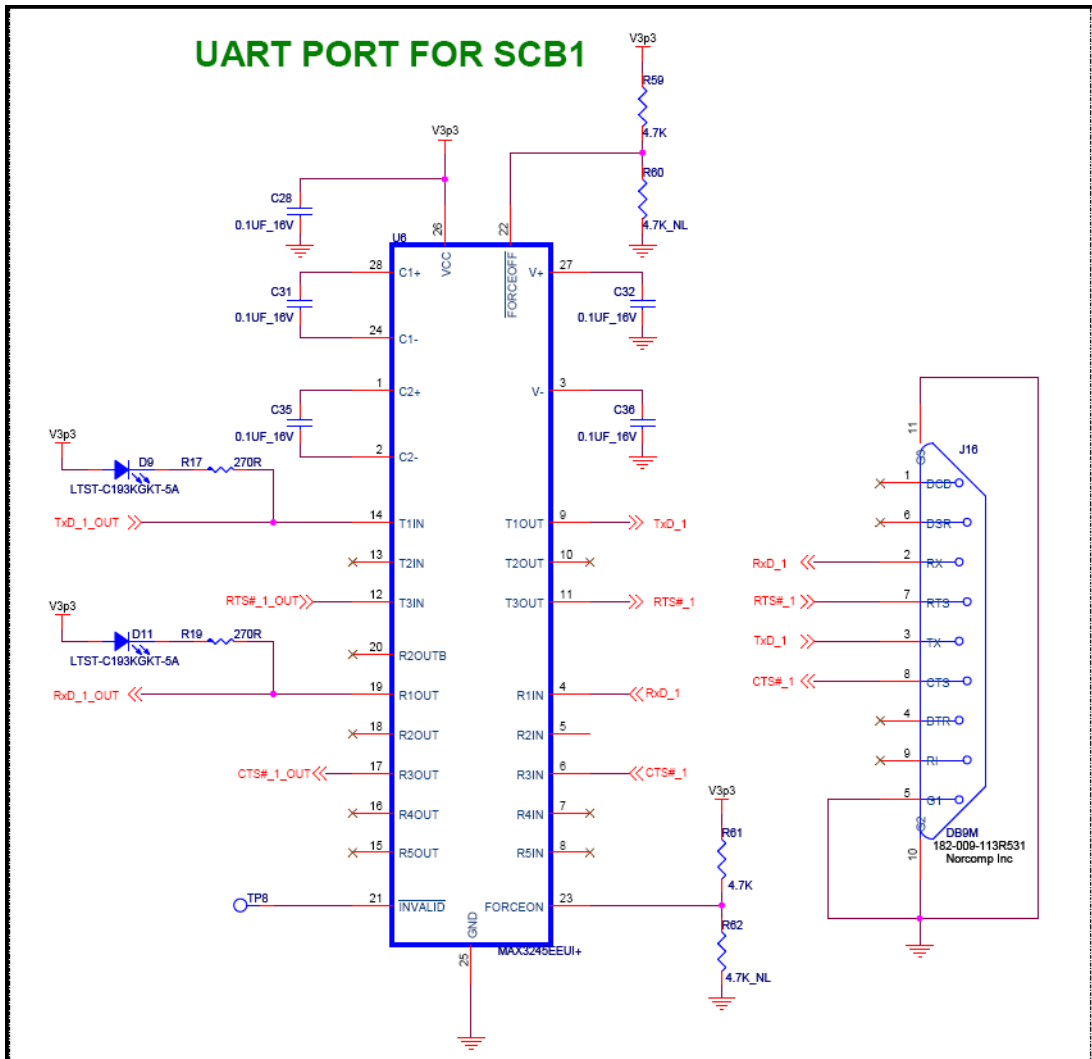 UART PORT FOR SCB1
V3p3
R59
4.7K
R60
4.7K_NL
V3p3
C28
0.1UF_16V
U6
26
VCC
22
FORCEOFF
28
C1+
V+
27
C31
0.1UF_16V
C32
0.1UF_16V
24
C1-
1
C2+
V-
3
C35
0.1UF_16V
C36
0.1UF_16V
2
C2-
V3p3
D9
R17
270R
LTST-C193KGKT-5A
TxD_1_OUT
14
T1IN
T1OUT
9
TxD_1
13
T2IN
T2OUT
10
RTS#_1_OUT
12
T3IN
T3OUT
11
RTS#_1
V3p3
D11
R19
270R
LTST-C193KGKT-5A
20
R2OUTB
RxD_1_OUT
19
R1OUT
R1IN
4
RxD_1
18
R2OUT
R2IN
5
CTS#_1_OUT
17
R3OUT
R3IN
6
CTS#_1
16
R4OUT
R4IN
7
15
R5OUT
R5IN
8
TP8
21
INVALID
FORCEON
23
GND
25
MAX3245EEUI+
V3p3
R61
4.7K
R62
4.7K_NL
11
G3
J16
1
DCD
6
DSR
RxD_1
2
RX
RTS#_1
7
RTS
TxD_1
3
TX
CTS#_1
8
CTS
4
DTR
9
RI
5
G1
G2
10
DB9M
182-009-113R531
Norcomp Inc